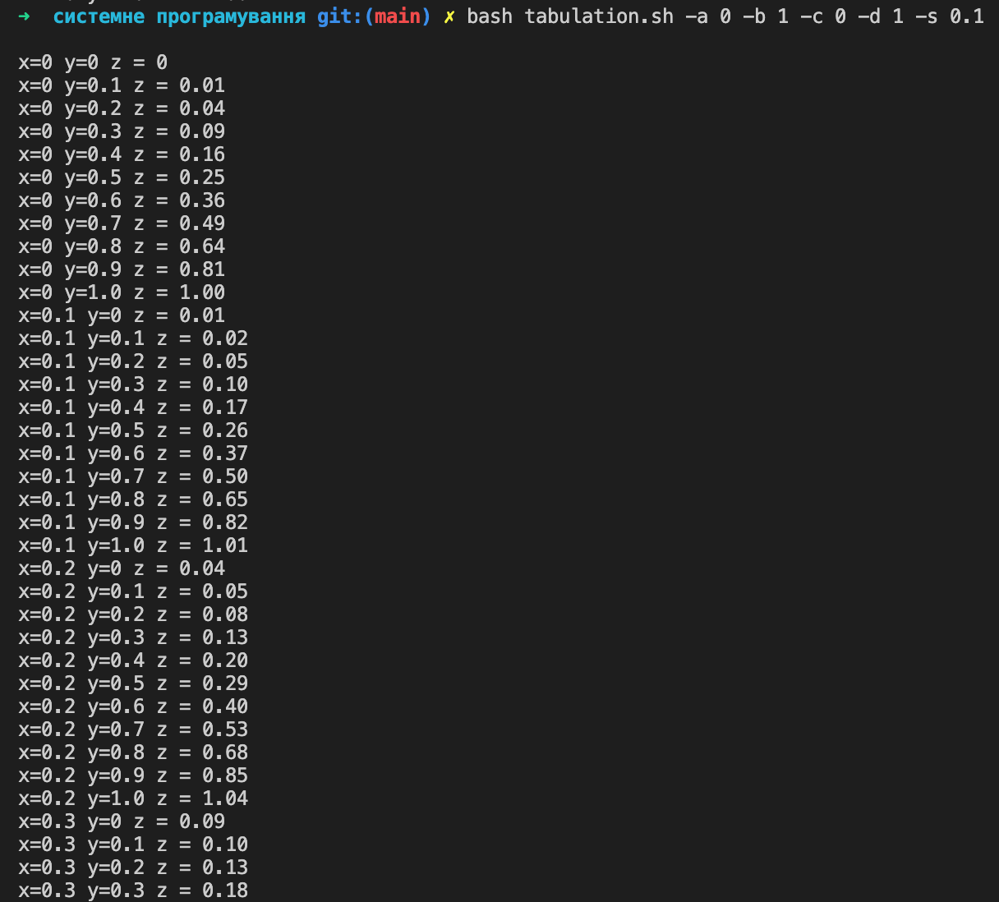 ➜ системне програмування git:(main) ✗ bash tabulation.sh -a 0 -b 1 -c 0 -d 1 -s 0.1
x=0 y=0 z = 0
x=0 y=0.1 z = 0.01
x=0 y=0.2 z = 0.04
x=0 y=0.3 z = 0.09
x=0 y=0.4 z = 0.16
x=0 y=0.5 z = 0.25
x=0 y=0.6 z = 0.36
x=0 y=0.7 z = 0.49
x=0 y=0.8 z = 0.64
x=0 y=0.9 z = 0.81
x=0 y=1.0 z = 1.00
x=0.1 y=0 z = 0.01
x=0.1 y=0.1 z = 0.02
x=0.1 y=0.2 z = 0.05
x=0.1 y=0.3 z = 0.10
x=0.1 y=0.4 z = 0.17
x=0.1 y=0.5 z = 0.26
x=0.1 y=0.6 z = 0.37
x=0.1 y=0.7 z = 0.50
x=0.1 y=0.8 z = 0.65
x=0.1 y=0.9 z = 0.82
x=0.1 y=1.0 z = 1.01
x=0.2 y=0 z = 0.04
x=0.2 y=0.1 z = 0.05
x=0.2 y=0.2 z = 0.08
x=0.2 y=0.3 z = 0.13
x=0.2 y=0.4 z = 0.20
x=0.2 y=0.5 z = 0.29
x=0.2 y=0.6 z = 0.40
x=0.2 y=0.7 z = 0.53
x=0.2 y=0.8 z = 0.68
x=0.2 y=0.9 z = 0.85
x=0.2 y=1.0 z = 1.04
x=0.3 y=0 z = 0.09
x=0.3 y=0.1 z = 0.10
x=0.3 y=0.2 z = 0.13
x=0.3 y=0.3 z = 0.18